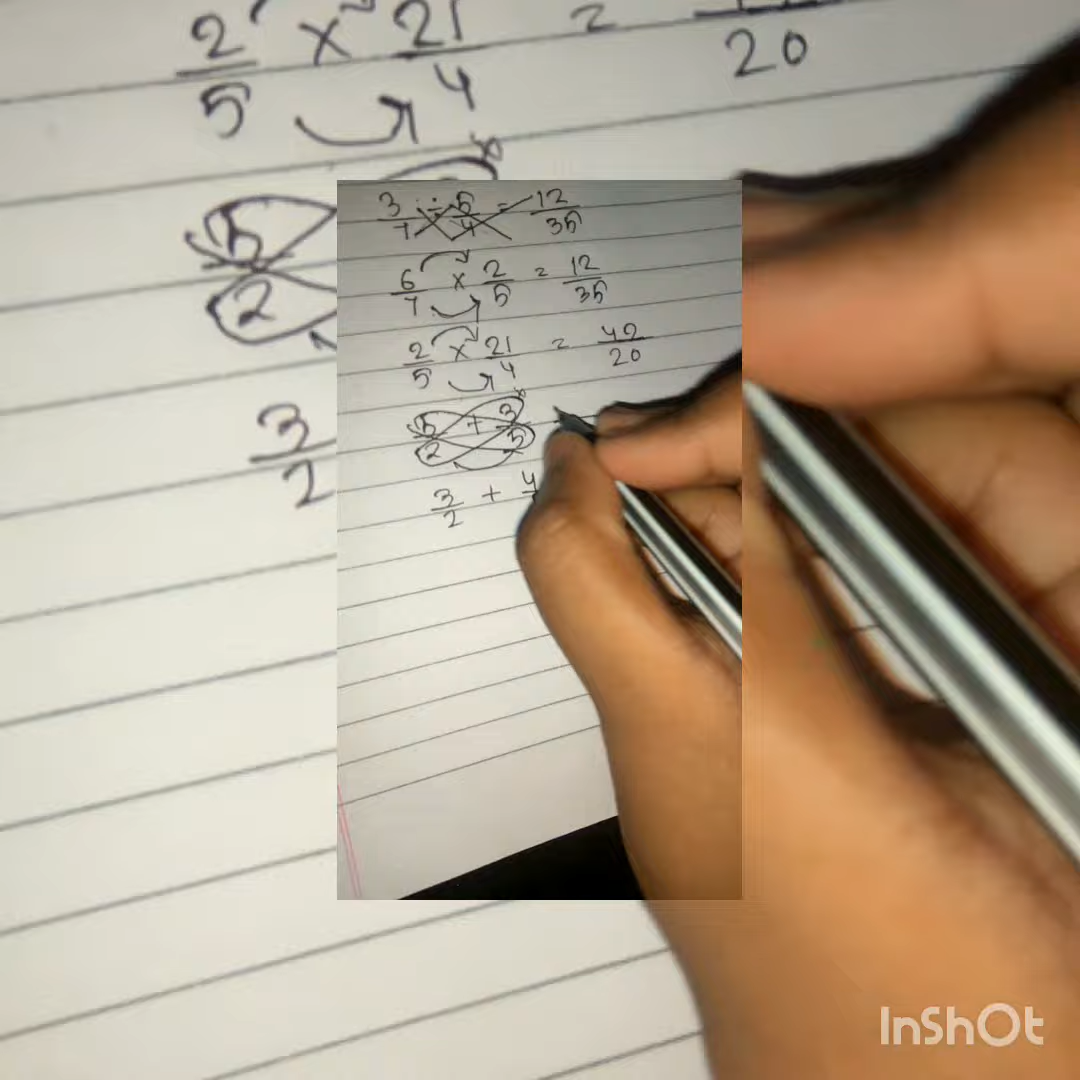 3/7 ÷ 5/4 = 12/35
6/7 × 2/5 = 12/35
2/5 × 21/4 = 42/20
5/2 + 3/5
3/2 + 4
InShOt